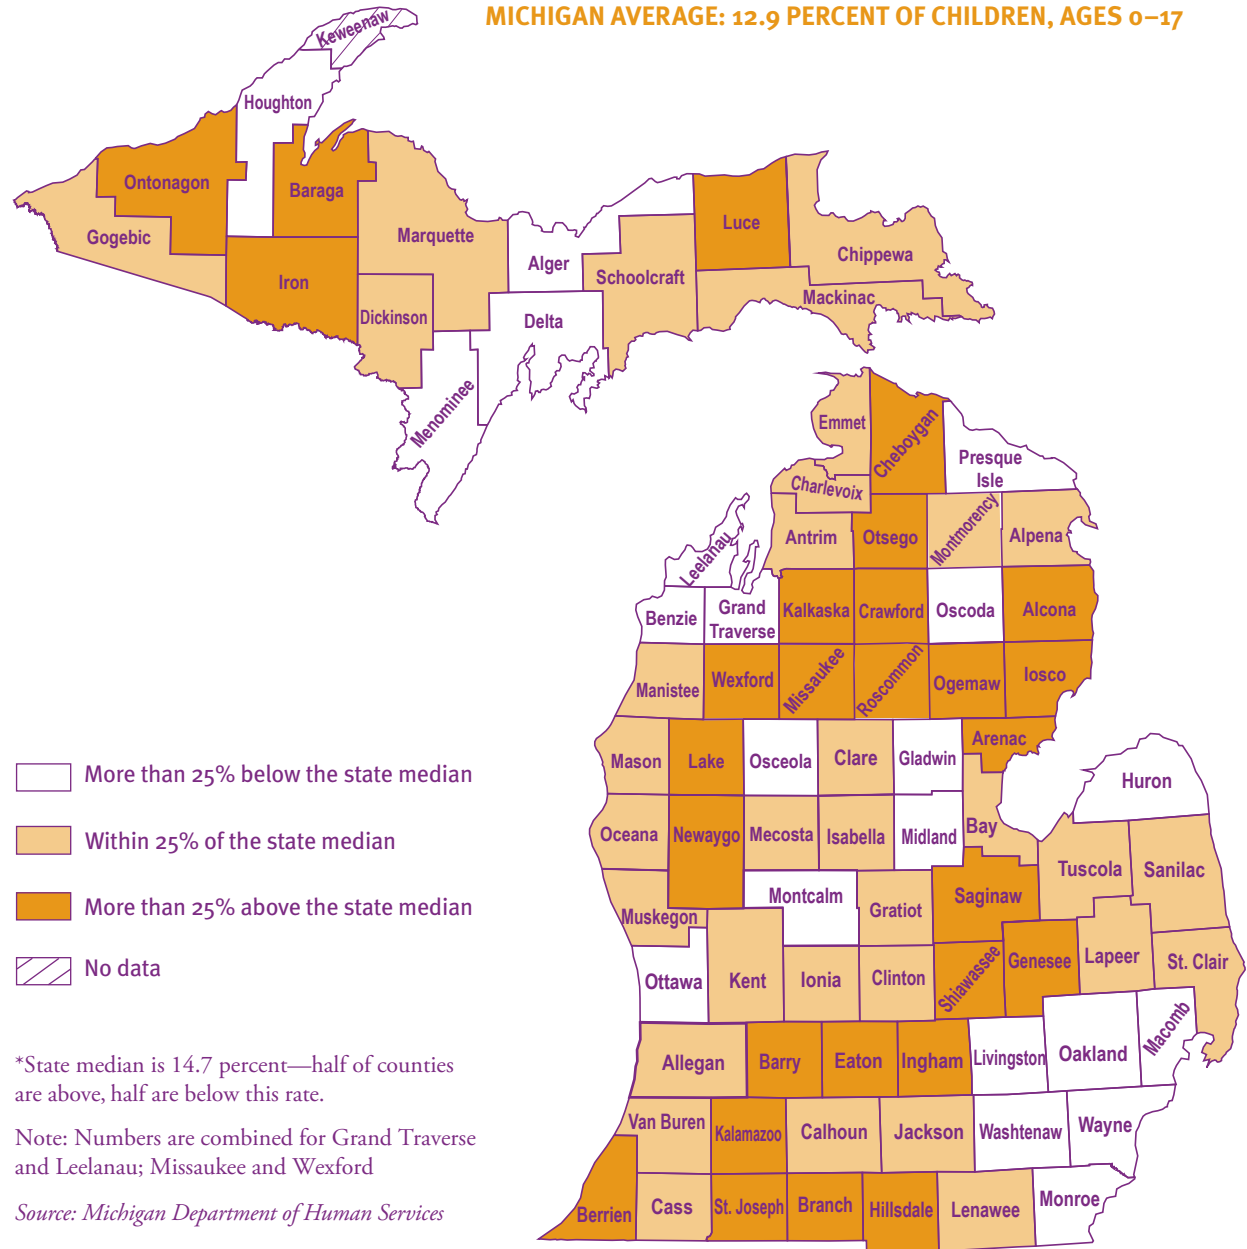 MICHIGAN AVERAGE: 12.9 PERCENT OF CHILDREN, AGES 0–17
Keweenaw
Houghton
Ontonagon
Baraga
Gogebic
Iron
Marquette
Dickinson
Menominee
Alger
Delta
Schoolcraft
Luce
Chippewa
Mackinac
Emmet
Cheboygan
Presque
Isle
Charlevoix
Leelanau
Antrim
Otsego
Montmorency
Alpena
Benzie
Grand
Traverse
Kalkaska
Crawford
Oscoda
Alcona
Manistee
Wexford
Missaukee
Roscommon
Ogemaw
Iosco
Mason
Lake
Osceola
Clare
Gladwin
Arenac
Huron
Oceana
Newaygo
Mecosta
Isabella
Midland
Bay
Tuscola
Sanilac
Muskegon
Montcalm
Gratiot
Saginaw
Ottawa
Kent
Ionia
Clinton
Shiawassee
Genesee
Lapeer
St. Clair
Allegan
Barry
Eaton
Ingham
Livingston
Oakland
Macomb
Van Buren
Kalamazoo
Calhoun
Jackson
Washtenaw
Wayne
Berrien
Cass
St. Joseph
Branch
Hillsdale
Lenawee
Monroe
More than 25% below the state median
Within 25% of the state median
More than 25% above the state median
No data
*State median is 14.7 percent—half of counties
are above, half are below this rate.
Note: Numbers are combined for Grand Traverse
and Leelanau; Missaukee and Wexford
Source: Michigan Department of Human Services